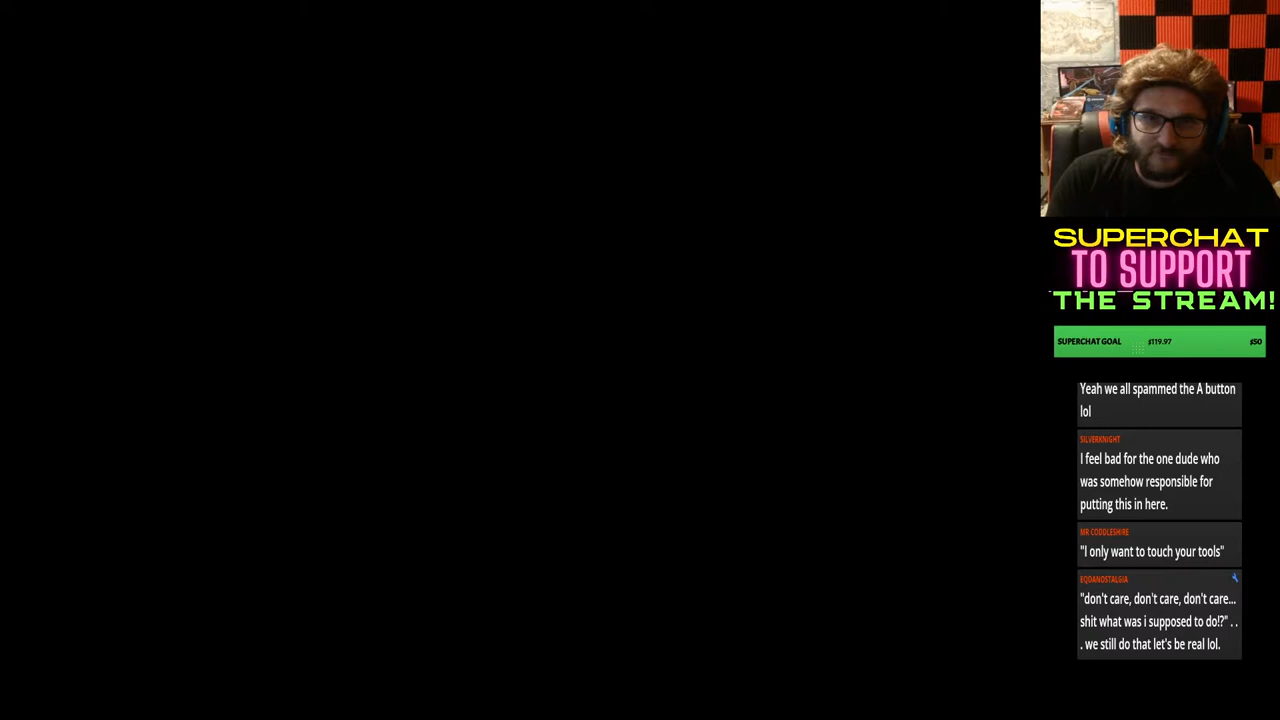 SUPERCHAT
TO SUPPORT
THE STREAM!
SUPERCHAT GOAL $119.97 $50
Yeah we all spammed the A button
lol
SILVERKNIGHT
I feel bad for the one dude who
was somehow responsible for
putting this in here.
MR CODDLESHIRE
"I only want to touch your tools"
EQDANOSTALGIA
"don't care, don't care, don't care...
shit what was i supposed to do!?" . .
. we still do that let's be real lol.